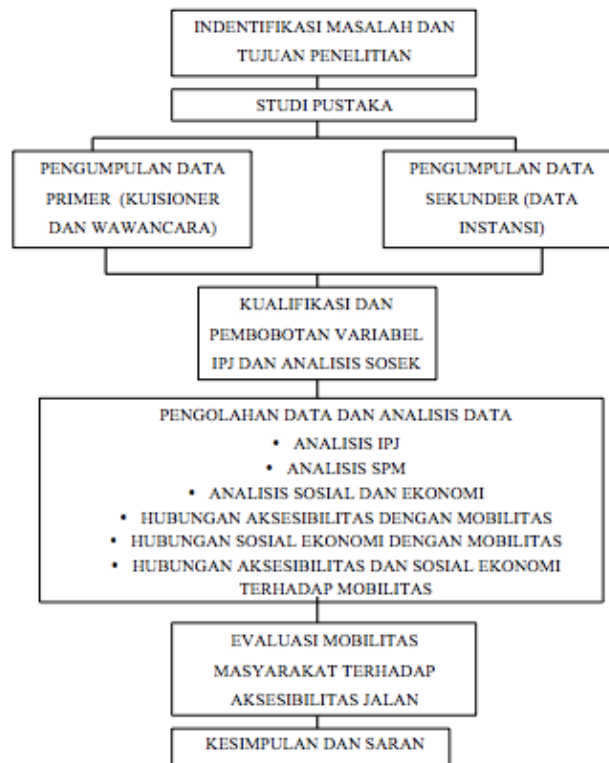 INDENTIFIKASI MASALAH DAN
TUJUAN PENELITIAN
STUDI PUSTAKA
PENGUMPULAN DATA
PRIMER (KUISIONER
DAN WAWANCARA)
PENGUMPULAN DATA
SEKUNDER (DATA
INSTANSI)
KUALIFIKASI DAN
PEMBOBOTAN VARIABEL
IPJ DAN ANALISIS SOSEK
PENGOLAHAN DATA DAN ANALISIS DATA
• ANALISIS IPJ
• ANALISIS SPM
• ANALISIS SOSIAL DAN EKONOMI
• HUBUNGAN AKSESIBILITAS DENGAN MOBILITAS
• HUBUNGAN SOSIAL EKONOMI DENGAN MOBILITAS
• HUBUNGAN AKSESIBILITAS DAN SOSIAL EKONOMI
TERHADAP MOBILITAS
EVALUASI MOBILITAS
MASYARAKAT TERHADAP
AKSESIBILITAS JALAN
KESIMPULAN DAN SARAN